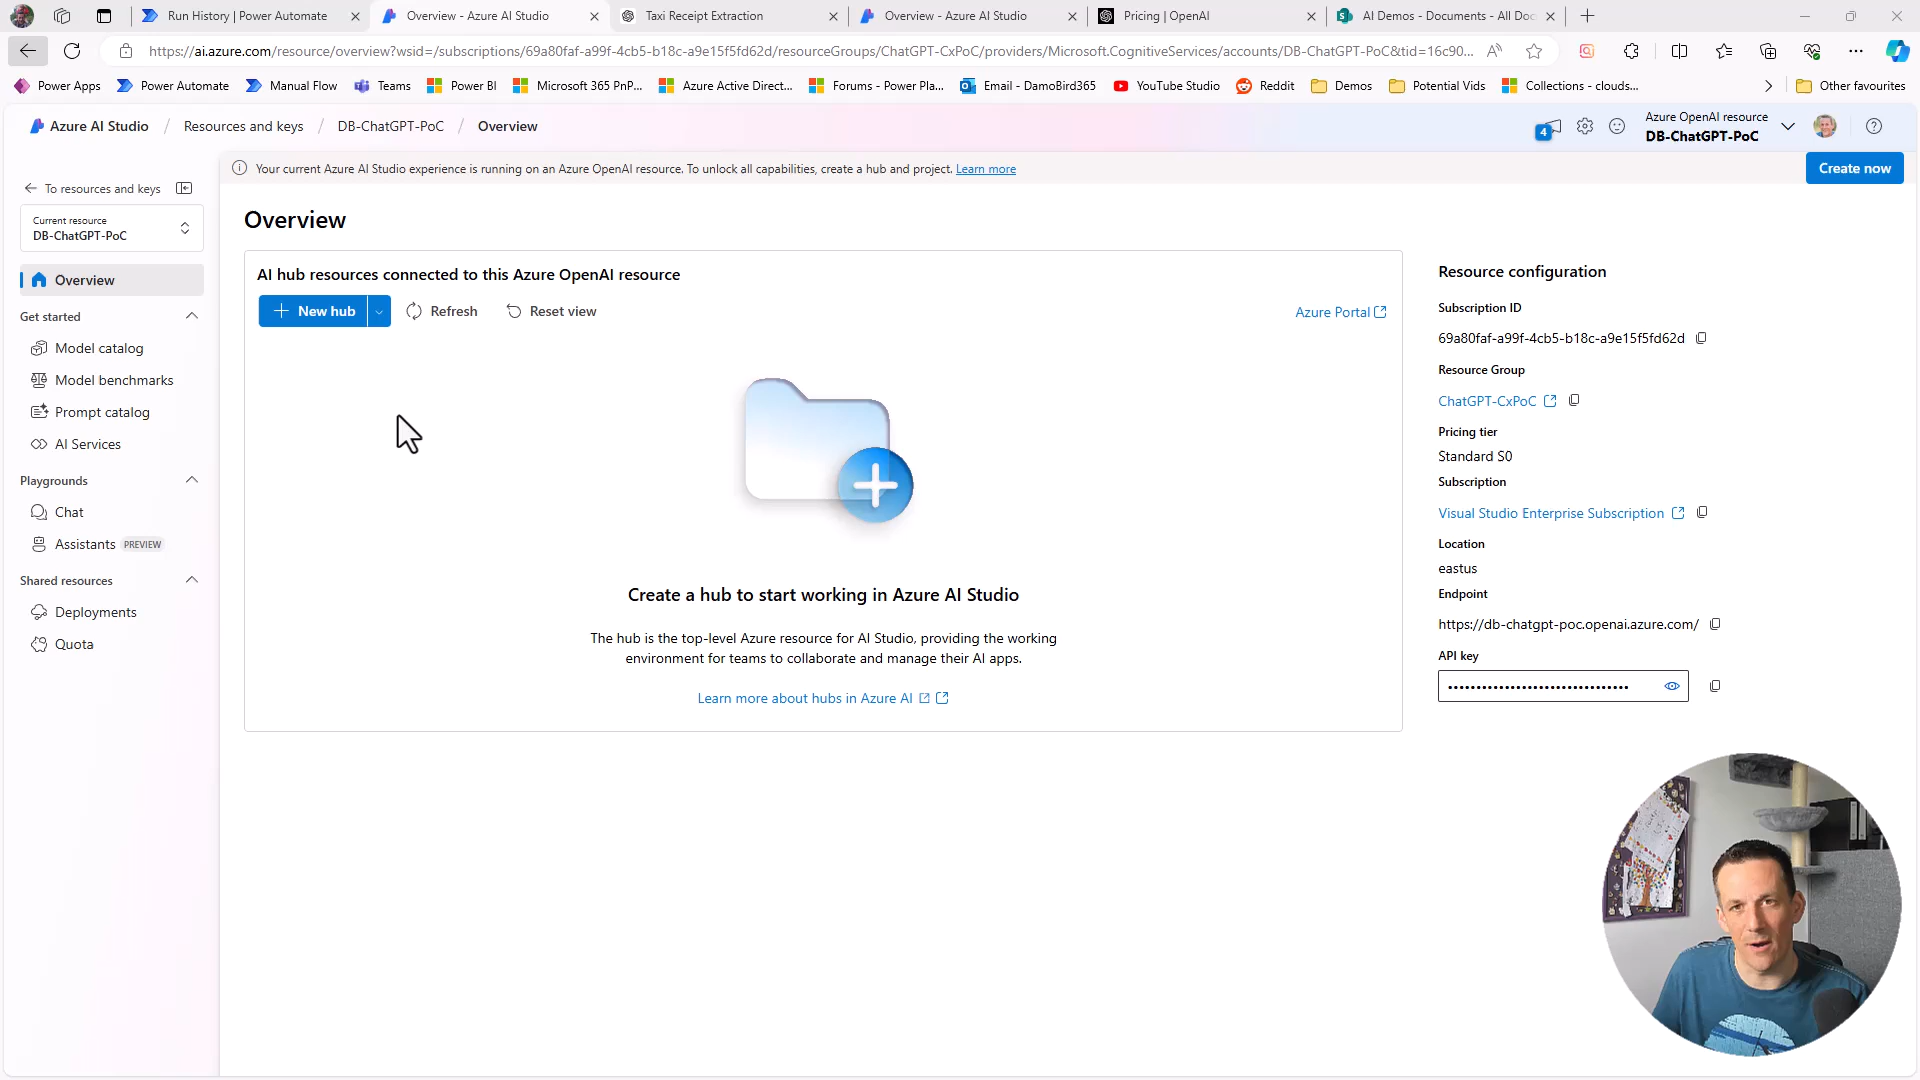 Run History | Power Automate
Overview - Azure AI Studio
Taxi Receipt Extraction
Overview - Azure AI Studio
Pricing | OpenAI
AI Demos - Documents - All Doc
https://ai.azure.com/resource/overview?wsid=/subscriptions/69a80faf-a99f-4cb5-b18c-a9e15f5fd62d/resourceGroups/ChatGPT-CxPoC/providers/Microsoft.CognitiveServices/accounts/DB-ChatGPT-PoC&tid=16c90...
Power Apps
Power Automate
Manual Flow
Teams
Power BI
Microsoft 365 PnP...
Azure Active Direct...
Forums - Power Pla...
Email - DamoBird365
YouTube Studio
Reddit
Demos
Potential Vids
Collections - clouds...
Other favourites
Azure AI Studio / Resources and keys / DB-ChatGPT-PoC / Overview
4
Azure OpenAI resource
DB-ChatGPT-PoC
Your current Azure AI Studio experience is running on an Azure OpenAI resource. To unlock all capabilities, create a hub and project. Learn more
Create now
To resources and keys
Current resource
DB-ChatGPT-PoC
Overview
Get started
Model catalog
Model benchmarks
Prompt catalog
AI Services
Playgrounds
Chat
Assistants PREVIEW
Shared resources
Deployments
Quota
Overview
AI hub resources connected to this Azure OpenAI resource
New hub
Refresh
Reset view
Azure Portal
Create a hub to start working in Azure AI Studio
The hub is the top-level Azure resource for AI Studio, providing the working
environment for teams to collaborate and manage their AI apps.
Learn more about hubs in Azure AI
Resource configuration
Subscription ID
69a80faf-a99f-4cb5-b18c-a9e15f5fd62d
Resource Group
ChatGPT-CxPoC
Pricing tier
Standard S0
Subscription
Visual Studio Enterprise Subscription
Location
eastus
Endpoint
https://db-chatgpt-poc.openai.azure.com/
API key